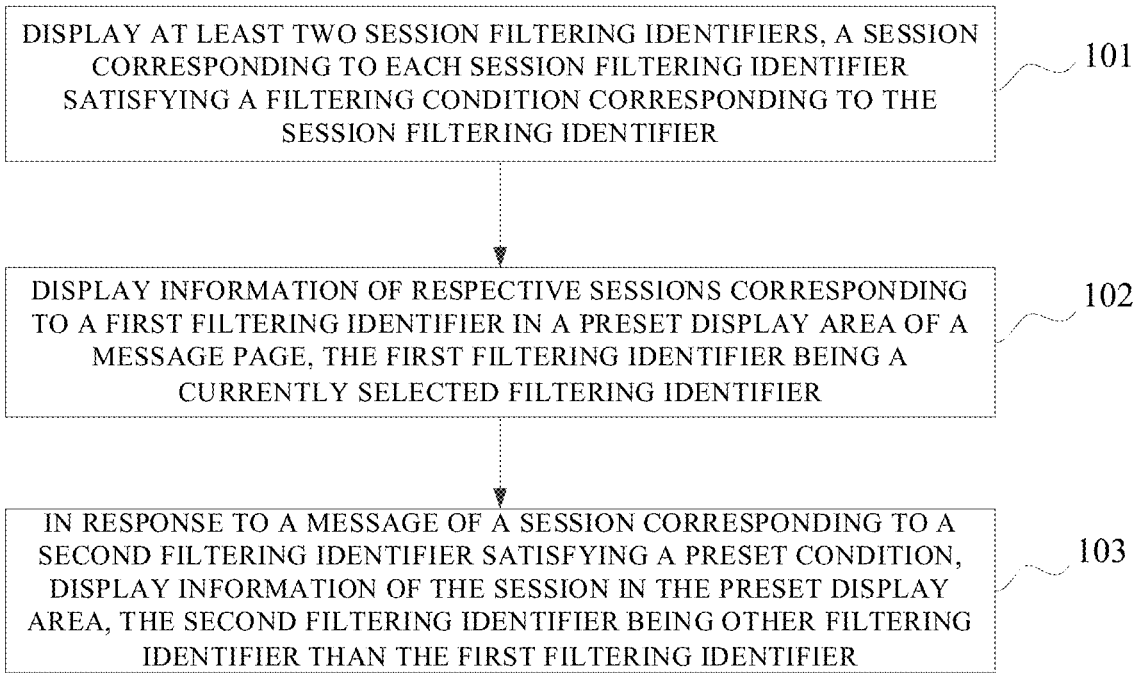 DISPLAY AT LEAST TWO SESSION FILTERING IDENTIFIERS, A SESSION
CORRESPONDING TO EACH SESSION FILTERING IDENTIFIER
SATISFYING A FILTERING CONDITION CORRESPONDING TO THE
SESSION FILTERING IDENTIFIER
101
DISPLAY INFORMATION OF RESPECTIVE SESSIONS CORRESPONDING
TO A FIRST FILTERING IDENTIFIER IN A PRESET DISPLAY AREA OF A
MESSAGE PAGE, THE FIRST FILTERING IDENTIFIER BEING A
CURRENTLY SELECTED FILTERING IDENTIFIER
102
IN RESPONSE TO A MESSAGE OF A SESSION CORRESPONDING TO A
SECOND FILTERING IDENTIFIER SATISFYING A PRESET CONDITION,
DISPLAY INFORMATION OF THE SESSION IN THE PRESET DISPLAY
AREA, THE SECOND FILTERING IDENTIFIER BEING OTHER FILTERING
IDENTIFIER THAN THE FIRST FILTERING IDENTIFIER
103